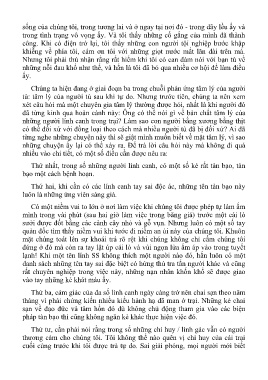 sống của chúng tôi, trong tương lai và ở ngay tại nơi đó - trong dãy lều ấy và
trong tình trạng vô vọng ấy. Và tôi thấy những cố gắng của mình đã thành
công. Khi có điện trở lại, tôi thấy những con người tội nghiệp bước khập
khiễng về phía tôi, cám ơn tôi với những giọt nước mắt lăn dài trên má.
Nhưng tôi phải thú nhận rằng rất hiếm khi tôi có can đảm nói với bạn tù về
những nỗi đau khổ như thế, và hẳn là tôi đã bỏ qua nhiều cơ hội để làm điều
ấy.
Chúng ta hiện đang ở giai đoạn ba trong chuỗi phản ứng tâm lý của người
tù: tâm lý của người tù sau khi tự do. Nhưng trước tiên, chúng ta nên xem
xét câu hỏi mà một chuyên gia tâm lý thường được hỏi, nhất là khi người đó
đã từng kinh qua hoàn cảnh này: Ông có thể nói gì về bản chất tâm lý của
những người lính canh trong trại? Làm sao con người bằng xương bằng thịt
có thể đối xử với đồng loại theo cách mà nhiều người tù đã bị đối xử? Ai đã
từng nghe những chuyện này thì sẽ giật mình muốn biết về mặt tâm lý, vì sao
những chuyện ấy lại có thể xảy ra. Để trả lời câu hỏi này mà không đi quá
nhiều vào chi tiết, có một số điều cần được nêu ra:
Thứ nhất, trong số những người lính canh, có một số kẻ rất tàn bạo, tàn
bạo một cách bệnh hoạn.
Thứ hai, khi cần có các lính canh tay sai độc ác, những tên tàn bạo này
luôn là những ứng viên sáng giá.
Có một niềm vui to lớn ở nơi làm việc khi chúng tôi được phép tự làm ấm
mình trong vài phút (sau hai giờ làm việc trong băng giá) trước một cái lò
sưởi được đốt bằng các cành cây nhỏ và gỗ vụn. Nhưng luôn có một số tay
quản đốc tìm thấy niềm vui khi tước đi niềm an ủi này của chúng tôi. Khuôn
mặt chúng toát lên sự khoái trá rõ rệt khi chúng không chỉ cấm chúng tôi
đứng ở đó mà còn ra tay lật úp cái lò và vùi ngọn lửa ấm áp vào trong tuyết
lạnh! Khi một tên lính SS không thích một người nào đó, hắn luôn có một
danh sách những tên tay sai đặc biệt có hứng thú tra tấn người khác và cũng
rất chuyên nghiệp trong việc này, những nạn nhân khốn khổ sẽ được giao
vào tay những kẻ khát máu ấy.
Thứ ba, cảm giác của đa số lính canh ngày càng trở nên chai sạn theo năm
tháng vì phải chứng kiến nhiều kiểu hành hạ dã man ở trại. Những kẻ chai
sạn về đạo đức và tâm hồn đó dù không chủ động tham gia vào các biện
pháp tàn bạo thì cũng không ngăn kẻ khác thực hiện việc đó.
Thứ tư, cần phải nói rằng trong số những chỉ huy / lính gác vẫn có người
thương cảm cho chúng tôi. Tôi không thể nào quên vị chỉ huy của cái trại
cuối cùng trước khi tôi được trả tự do. Sau giải phóng, mọi người mới biết